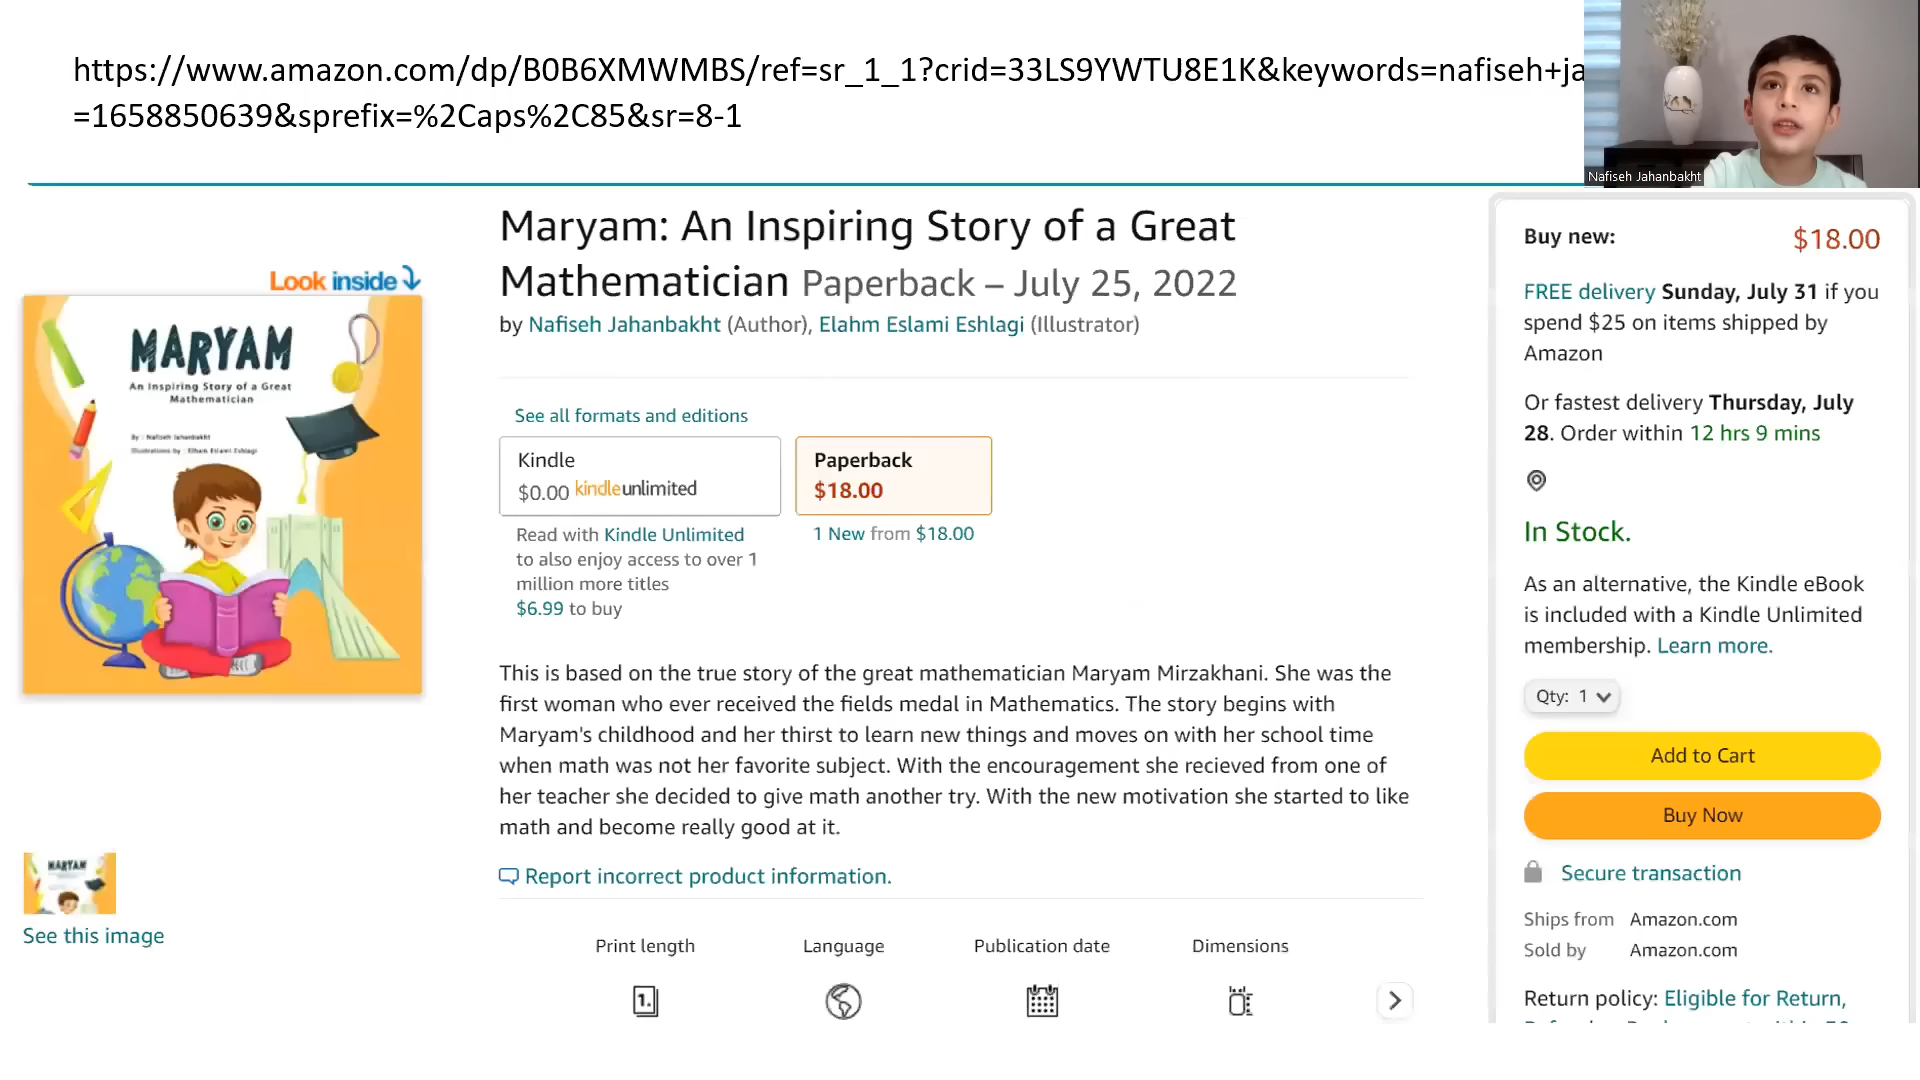 https://www.amazon.com/dp/B0B6XMWMBS/ref=sr_1_1?crid=33LS9YWTU8E1K&keywords=nafiseh+ja
=1658850639&sprefix=%2Caps%2C85&sr=8-1
Nafiseh Jahanbakht
Look inside
MARYAM
An Inspiring Story of a Great
Mathematician
By : Nafiseh Jahanbakht
Illustrations by : Elham Eslami Eshlagi
MARYAM
See this image
Maryam: An Inspiring Story of a Great
Mathematician Paperback – July 25, 2022
by Nafiseh Jahanbakht (Author), Elahm Eslami Eshlagi (Illustrator)
See all formats and editions
Kindle
$0.00 kindleunlimited
Read with Kindle Unlimited
to also enjoy access to over 1
million more titles
$6.99 to buy
Paperback
$18.00
1 New from $18.00
This is based on the true story of the great mathematician Maryam Mirzakhani. She was the
first woman who ever received the fields medal in Mathematics. The story begins with
Maryam's childhood and her thirst to learn new things and moves on with her school time
when math was not her favorite subject. With the encouragement she recieved from one of
her teacher she decided to give math another try. With the new motivation she started to like
math and become really good at it.
Report incorrect product information.
Print length
1.
Language
Publication date
Dimensions
Buy new: $18.00
FREE delivery Sunday, July 31 if you
spend $25 on items shipped by
Amazon
Or fastest delivery Thursday, July
28. Order within 12 hrs 9 mins
In Stock.
As an alternative, the Kindle eBook
is included with a Kindle Unlimited
membership. Learn more.
Qty: 1
Add to Cart
Buy Now
Secure transaction
Ships from Amazon.com
Sold by Amazon.com
Return policy: Eligible for Return,